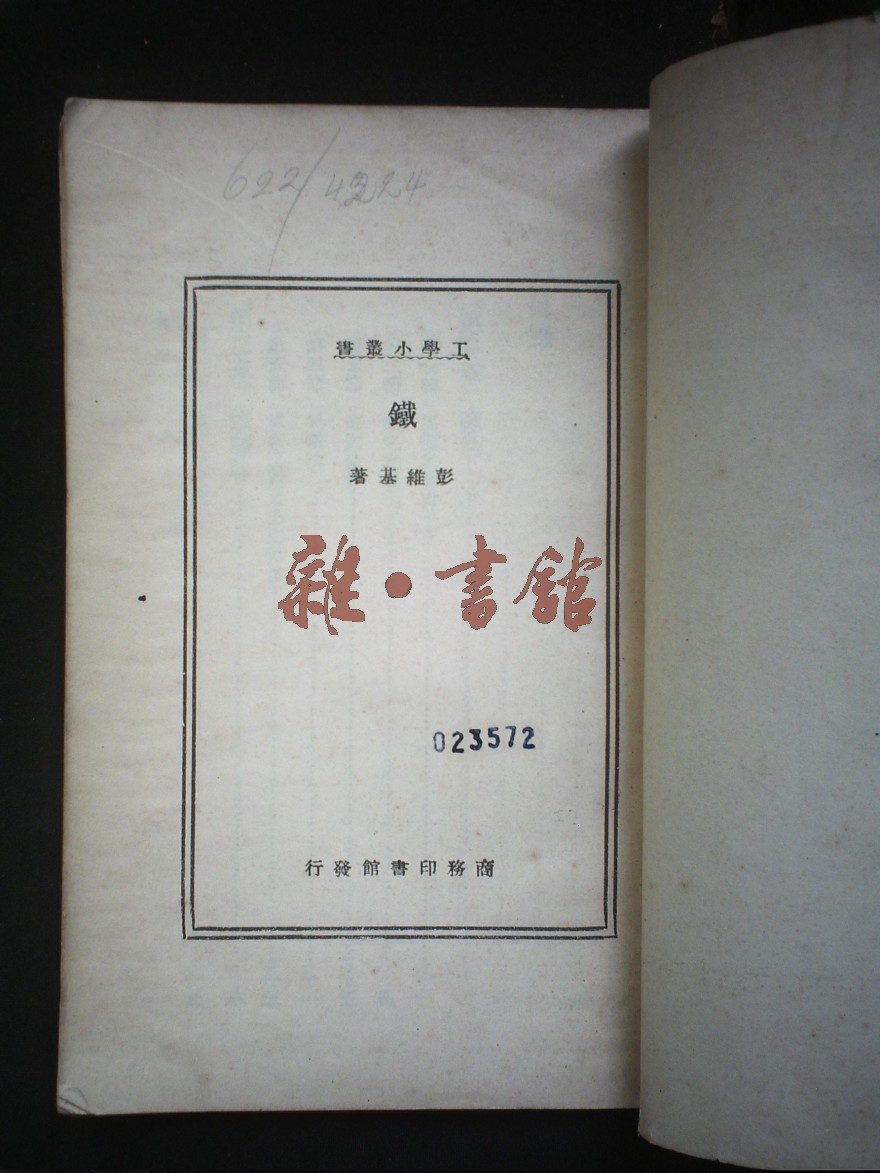 622/4224
工學小叢書
鐵
彭維基著
雜·書館
023572
商務印書館發行